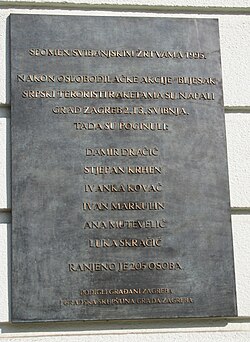 SPOMEN SVIBANJSKIM ŽRTVAMA 1995.
NAKON OSLOBODILAČKE AKCIJE "BLJESAK"
SRPSKI TERORISTI RAKETAMA SU NAPALI
GRAD ZAGREB 2. I 3. SVIBNJA.
TADA SU POGINULI:
DAMIR DRAČIĆ
STJEPAN KRHEN
IVANKA KOVAČ
IVAN MARKULIN
ANA MUTEVELIĆ
LUKA SKRAČIĆ
RANJENO JE 205 OSOBA
PODIGLI GRAĐANI ZAGREBA
I GRADSKA SKUPŠTINA GRADA ZAGREBA